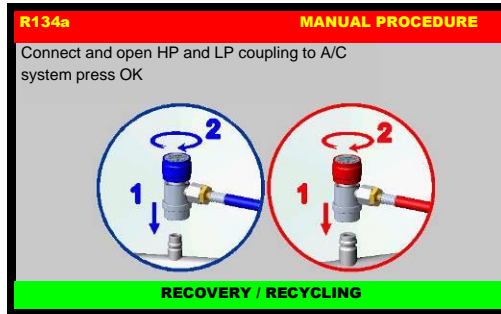 R134a
MANUAL PROCEDURE
Connect and open HP and LP coupling to A/C
system press OK
2
2
1
1
RECOVERY / RECYCLING